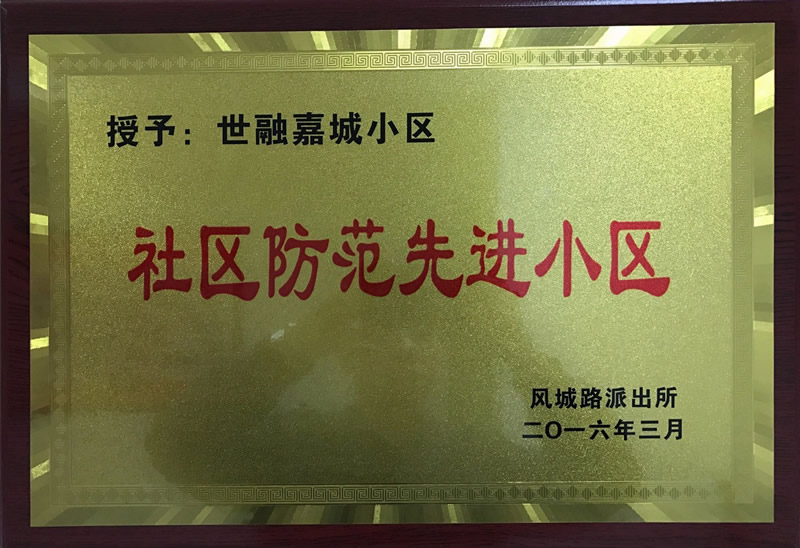 授予：世融嘉城小区
社区防范先进小区
风城路派出所
二〇一六年三月